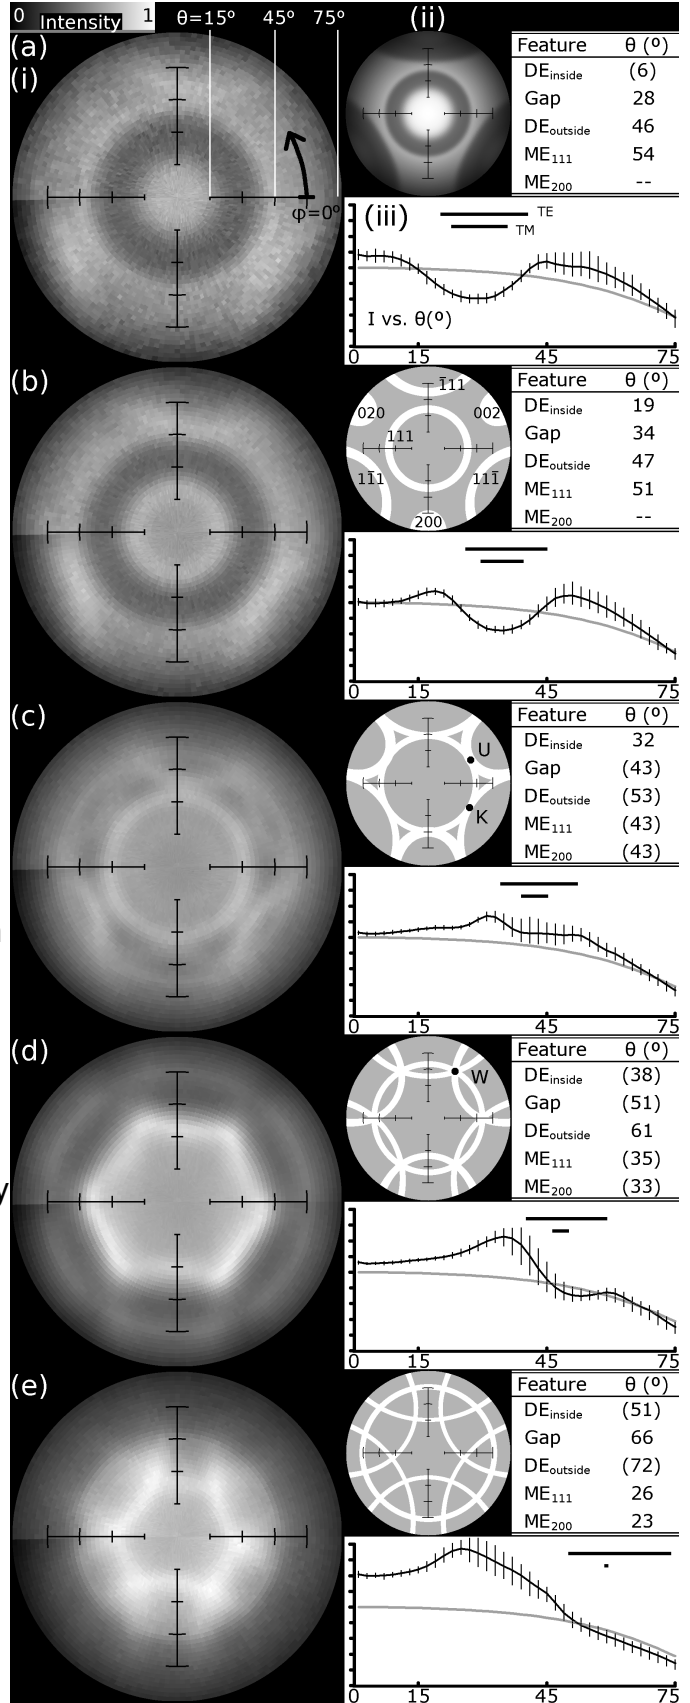 0 Intensity 1 θ=15º 45º 75º
(a)
(i)
φ=0º
(ii)
Feature θ (º)
DEinside (6)
Gap 28
DEoutside 46
ME111 54
ME200 --
(iii)
TE
TM
I vs. θ(º)
0 15 45 75
(b)
1̄11
020 002
111
11̄1 111̄
200
Feature θ (º)
DEinside 19
Gap 34
DEoutside 47
ME111 51
ME200 --
0 15 45 75
(c)
U
K
Feature θ (º)
DEinside 32
Gap (43)
DEoutside (53)
ME111 (43)
ME200 (43)
0 15 45 75
(d)
W
Feature θ (º)
DEinside (38)
Gap (51)
DEoutside 61
ME111 (35)
ME200 (33)
y
0 15 45 75
(e)
Feature θ (º)
DEinside (51)
Gap 66
DEoutside (72)
ME111 26
ME200 23
0 15 45 75